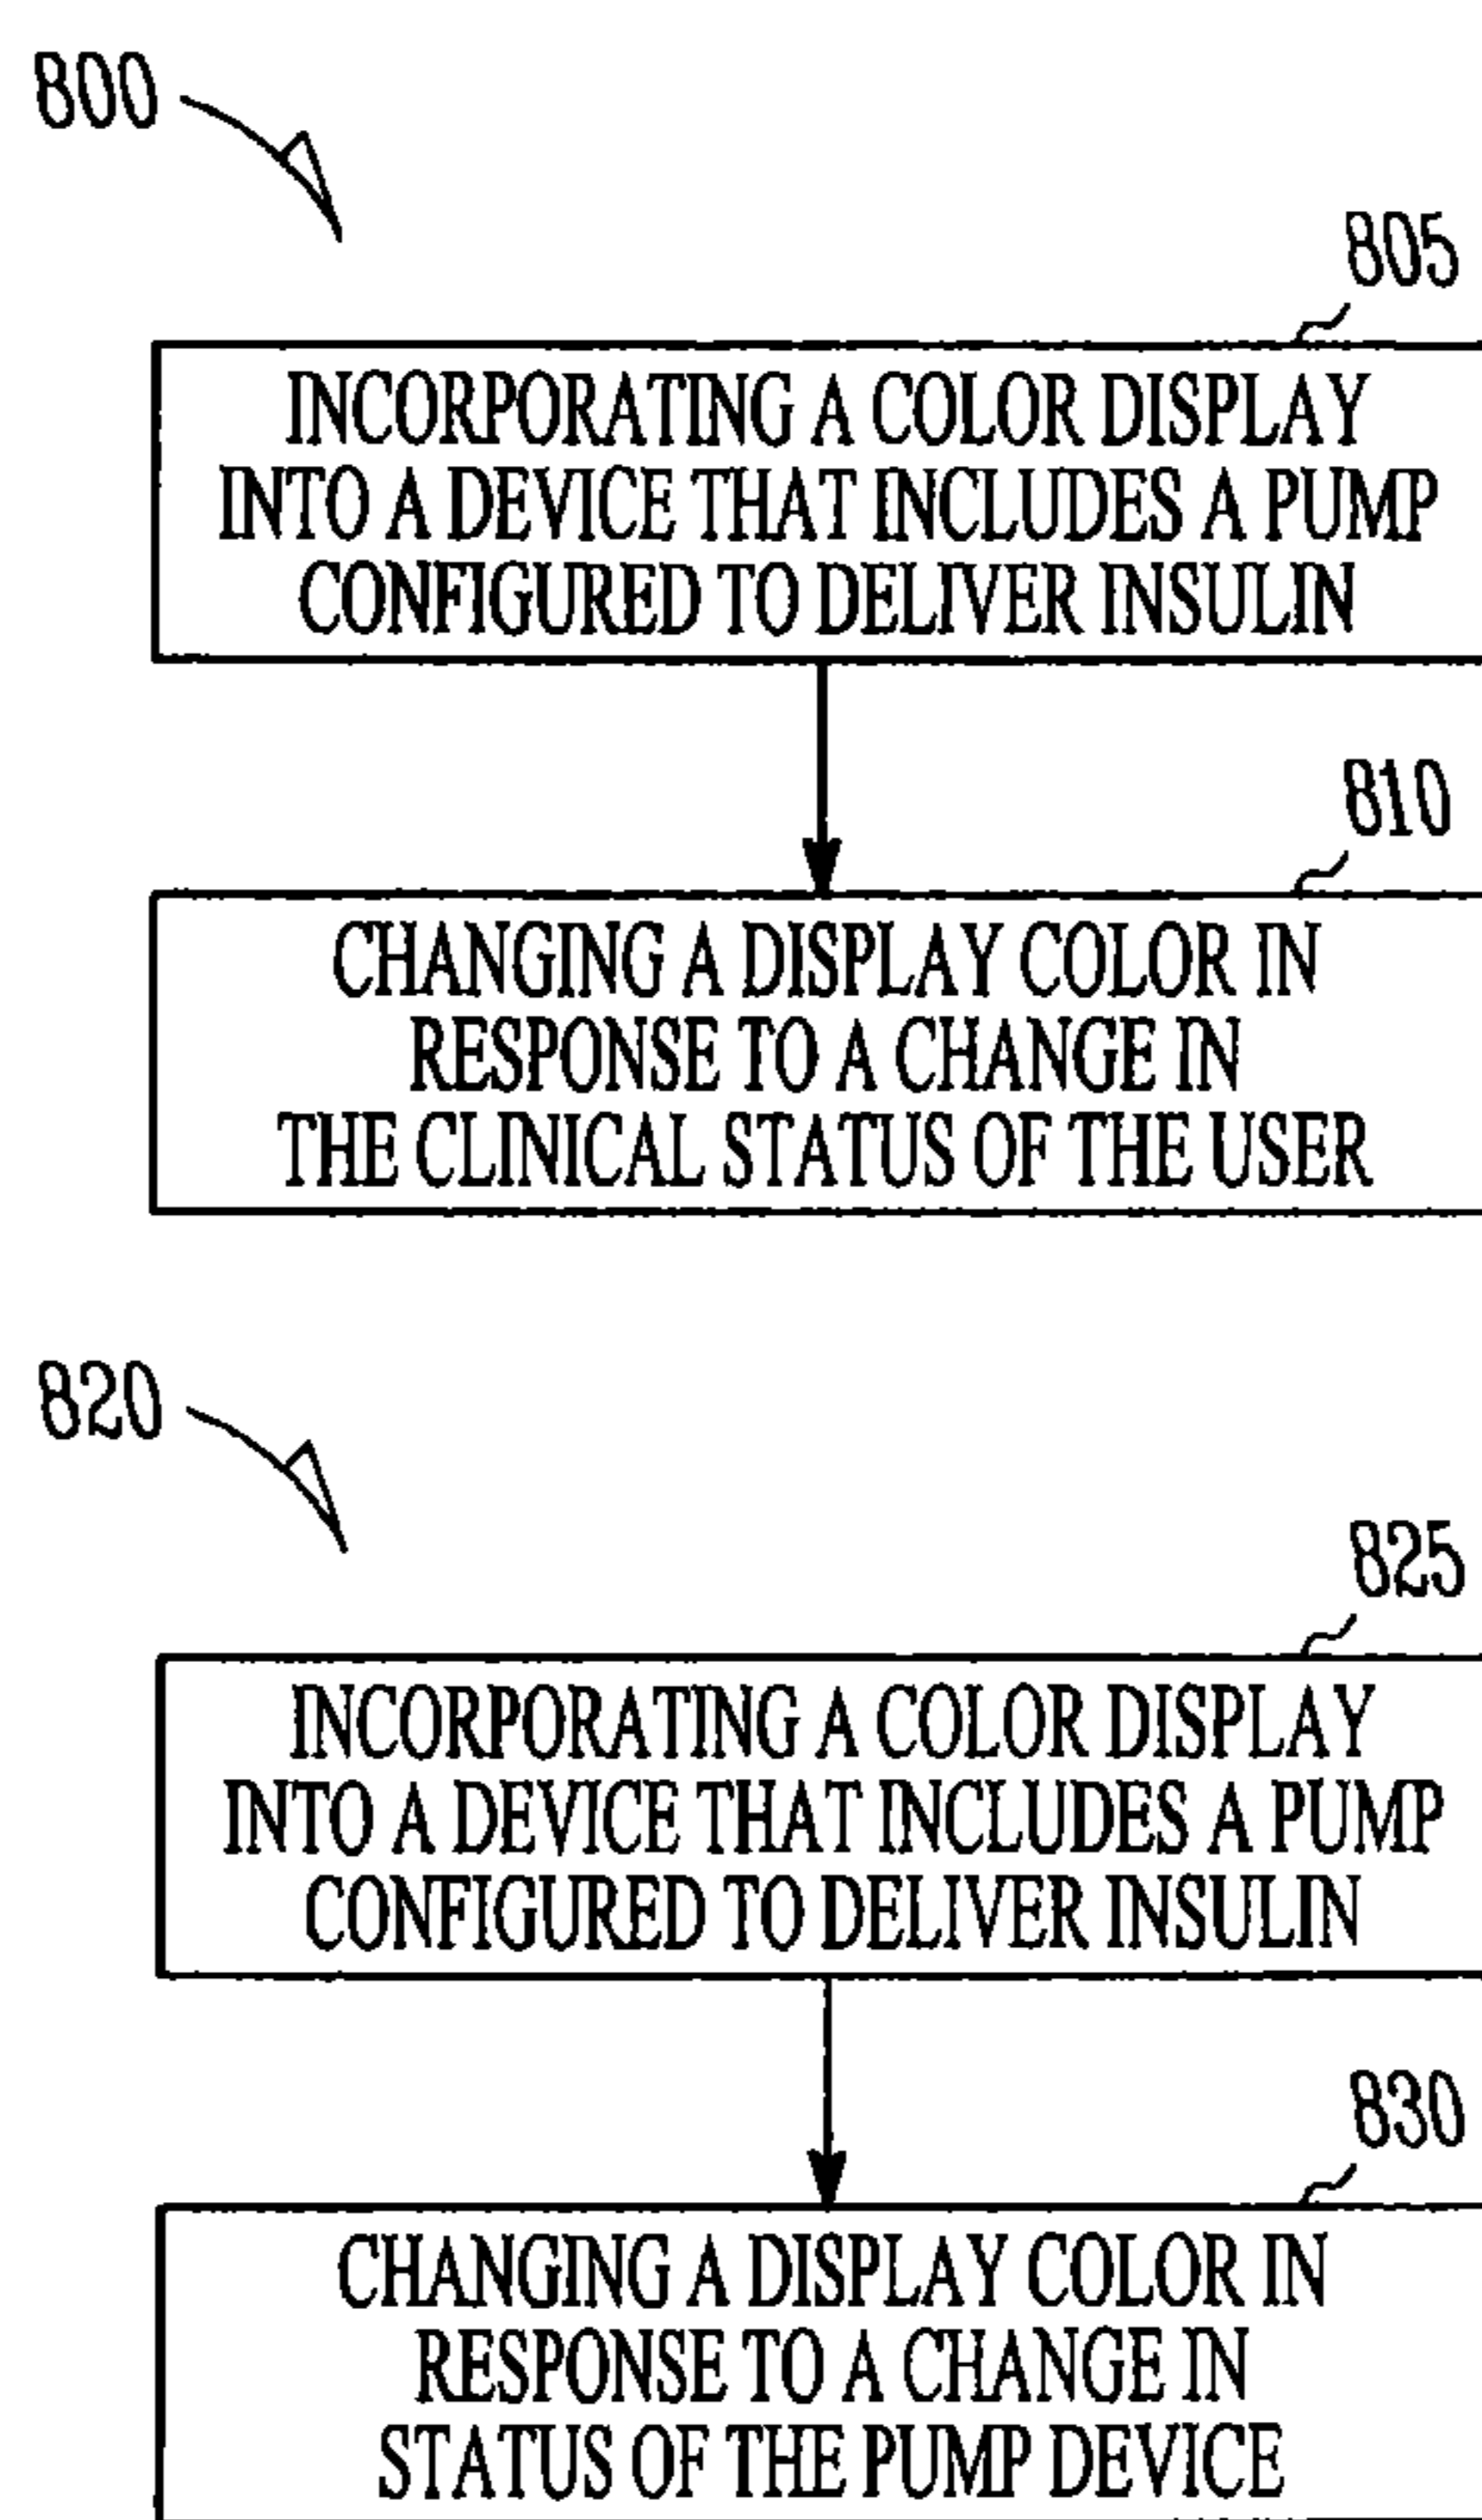 800
805
INCORPORATING A COLOR DISPLAY
INTO A DEVICE THAT INCLUDES A PUMP
CONFIGURED TO DELIVER INSULIN
810
CHANGING A DISPLAY COLOR IN
RESPONSE TO A CHANGE IN
THE CLINICAL STATUS OF THE USER
820
825
INCORPORATING A COLOR DISPLAY
INTO A DEVICE THAT INCLUDES A PUMP
CONFIGURED TO DELIVER INSULIN
830
CHANGING A DISPLAY COLOR IN
RESPONSE TO A CHANGE IN
STATUS OF THE PUMP DEVICE